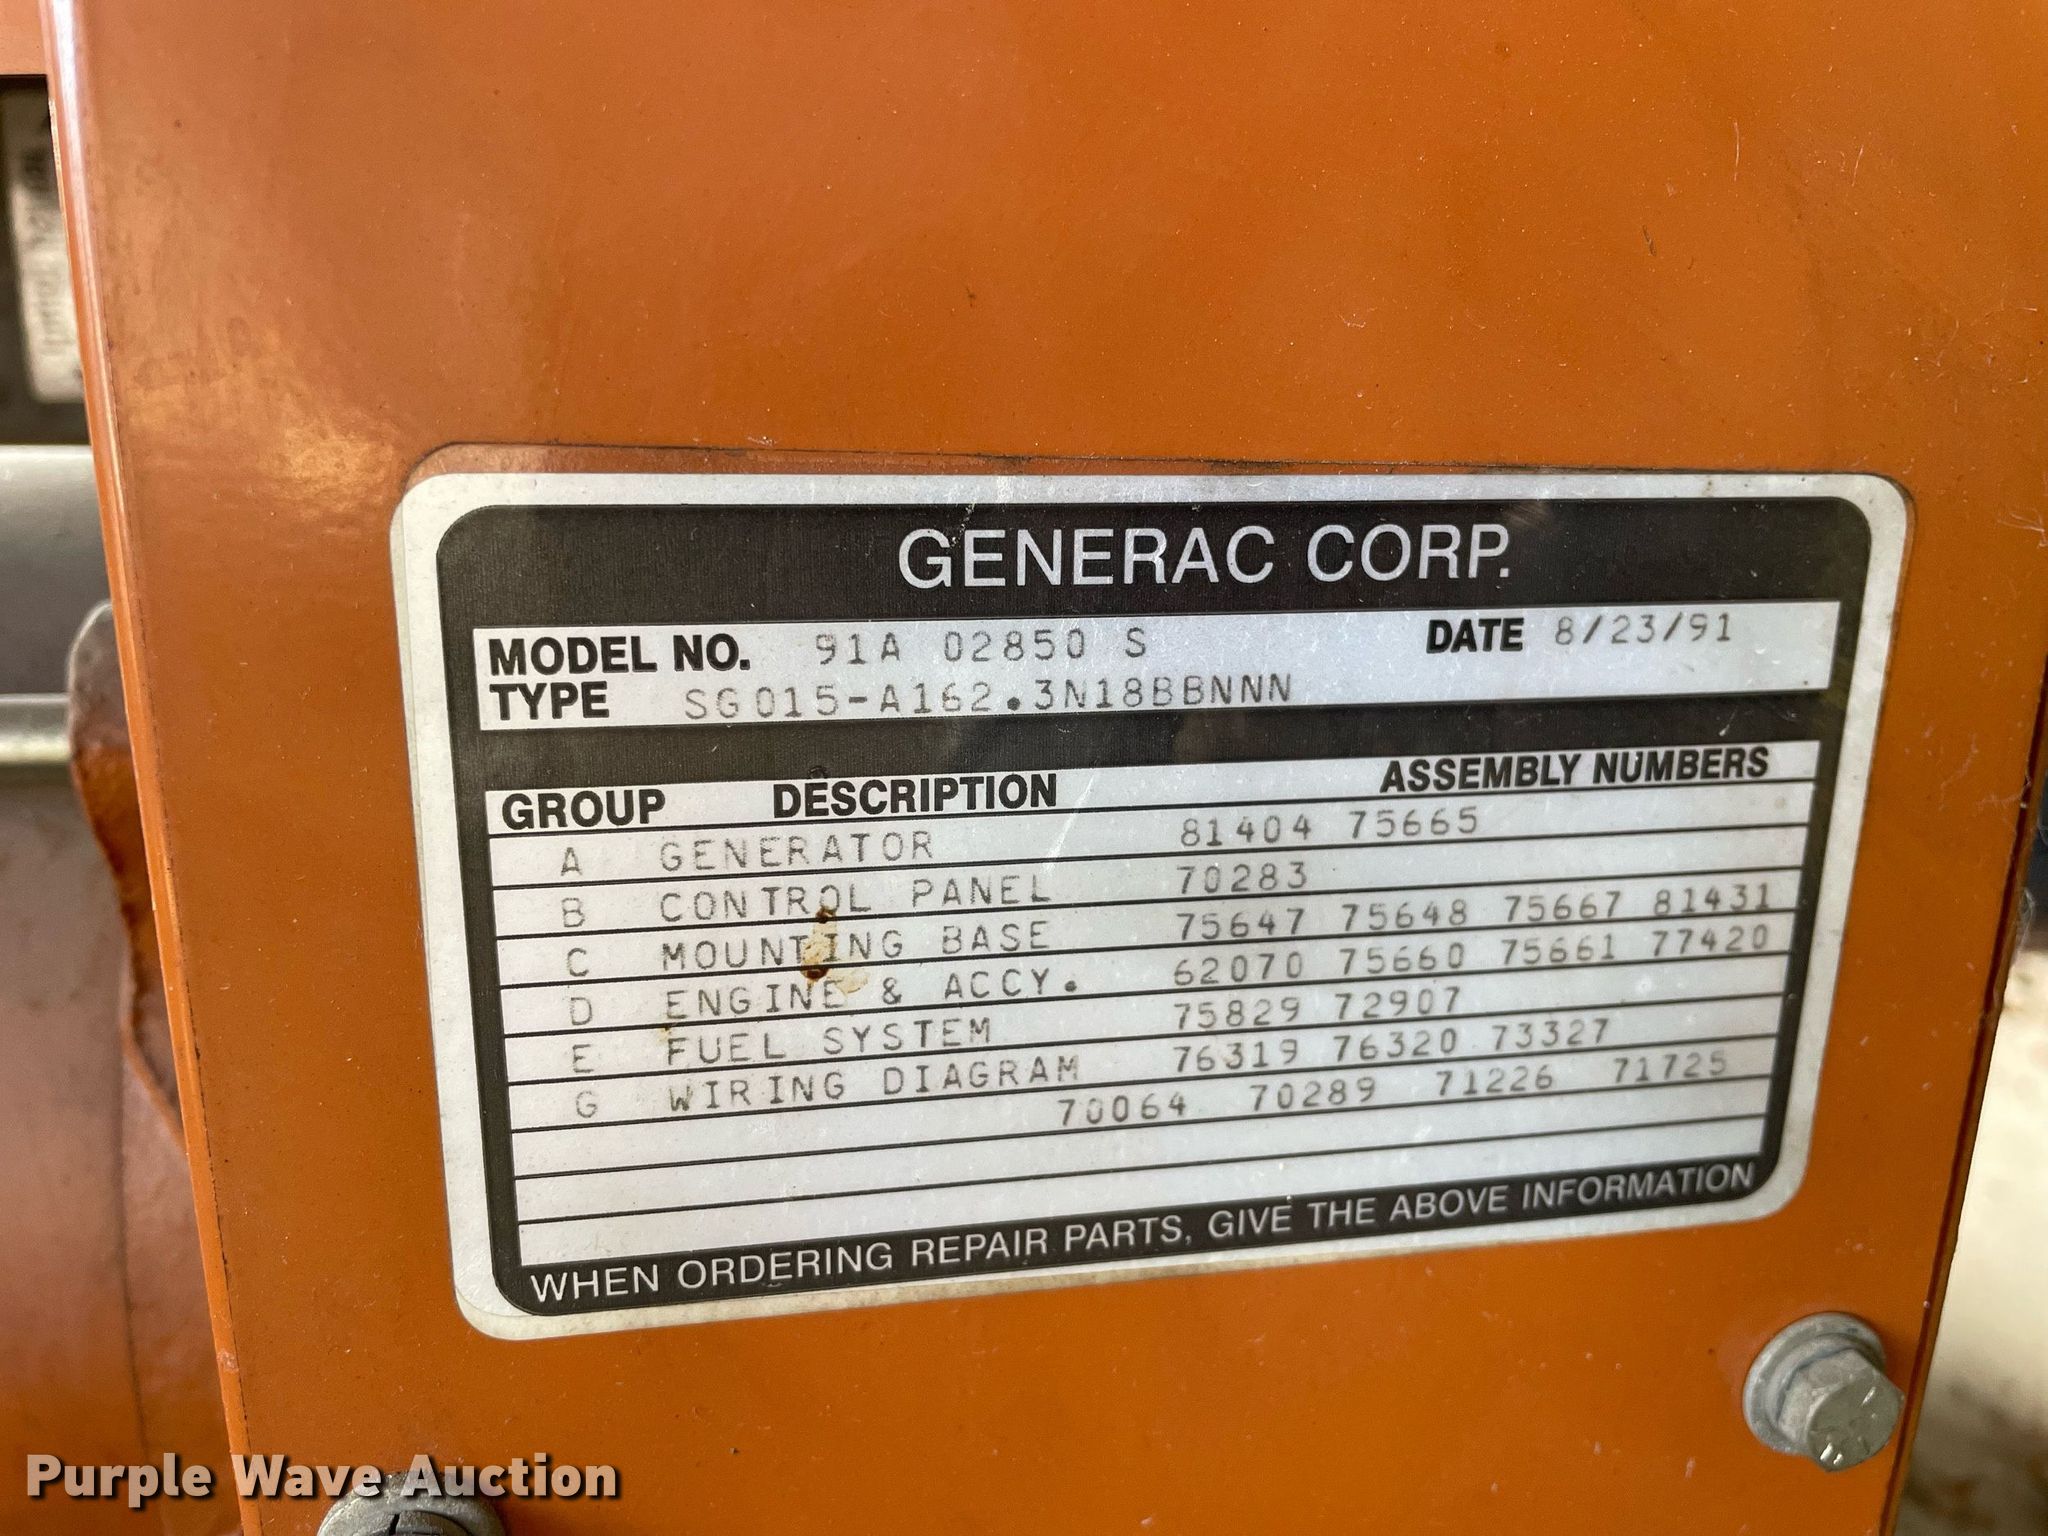 GENERAC CORP.
MODEL NO. 91A 02850 S DATE 8/23/91
TYPE SG015-A162.3N18BBNNN
GROUP DESCRIPTION ASSEMBLY NUMBERS
A GENERATOR 81404 75665
B CONTROL PANEL 70283
C MOUNTING BASE 75647 75648 75667 81431
D ENGINE & ACCY. 62070 75660 75661 77420
E FUEL SYSTEM 75829 72907
G WIRING DIAGRAM 76319 76320 73327
70064 70289 71226 71725
WHEN ORDERING REPAIR PARTS, GIVE THE ABOVE INFORMATION
Purple Wave Auction